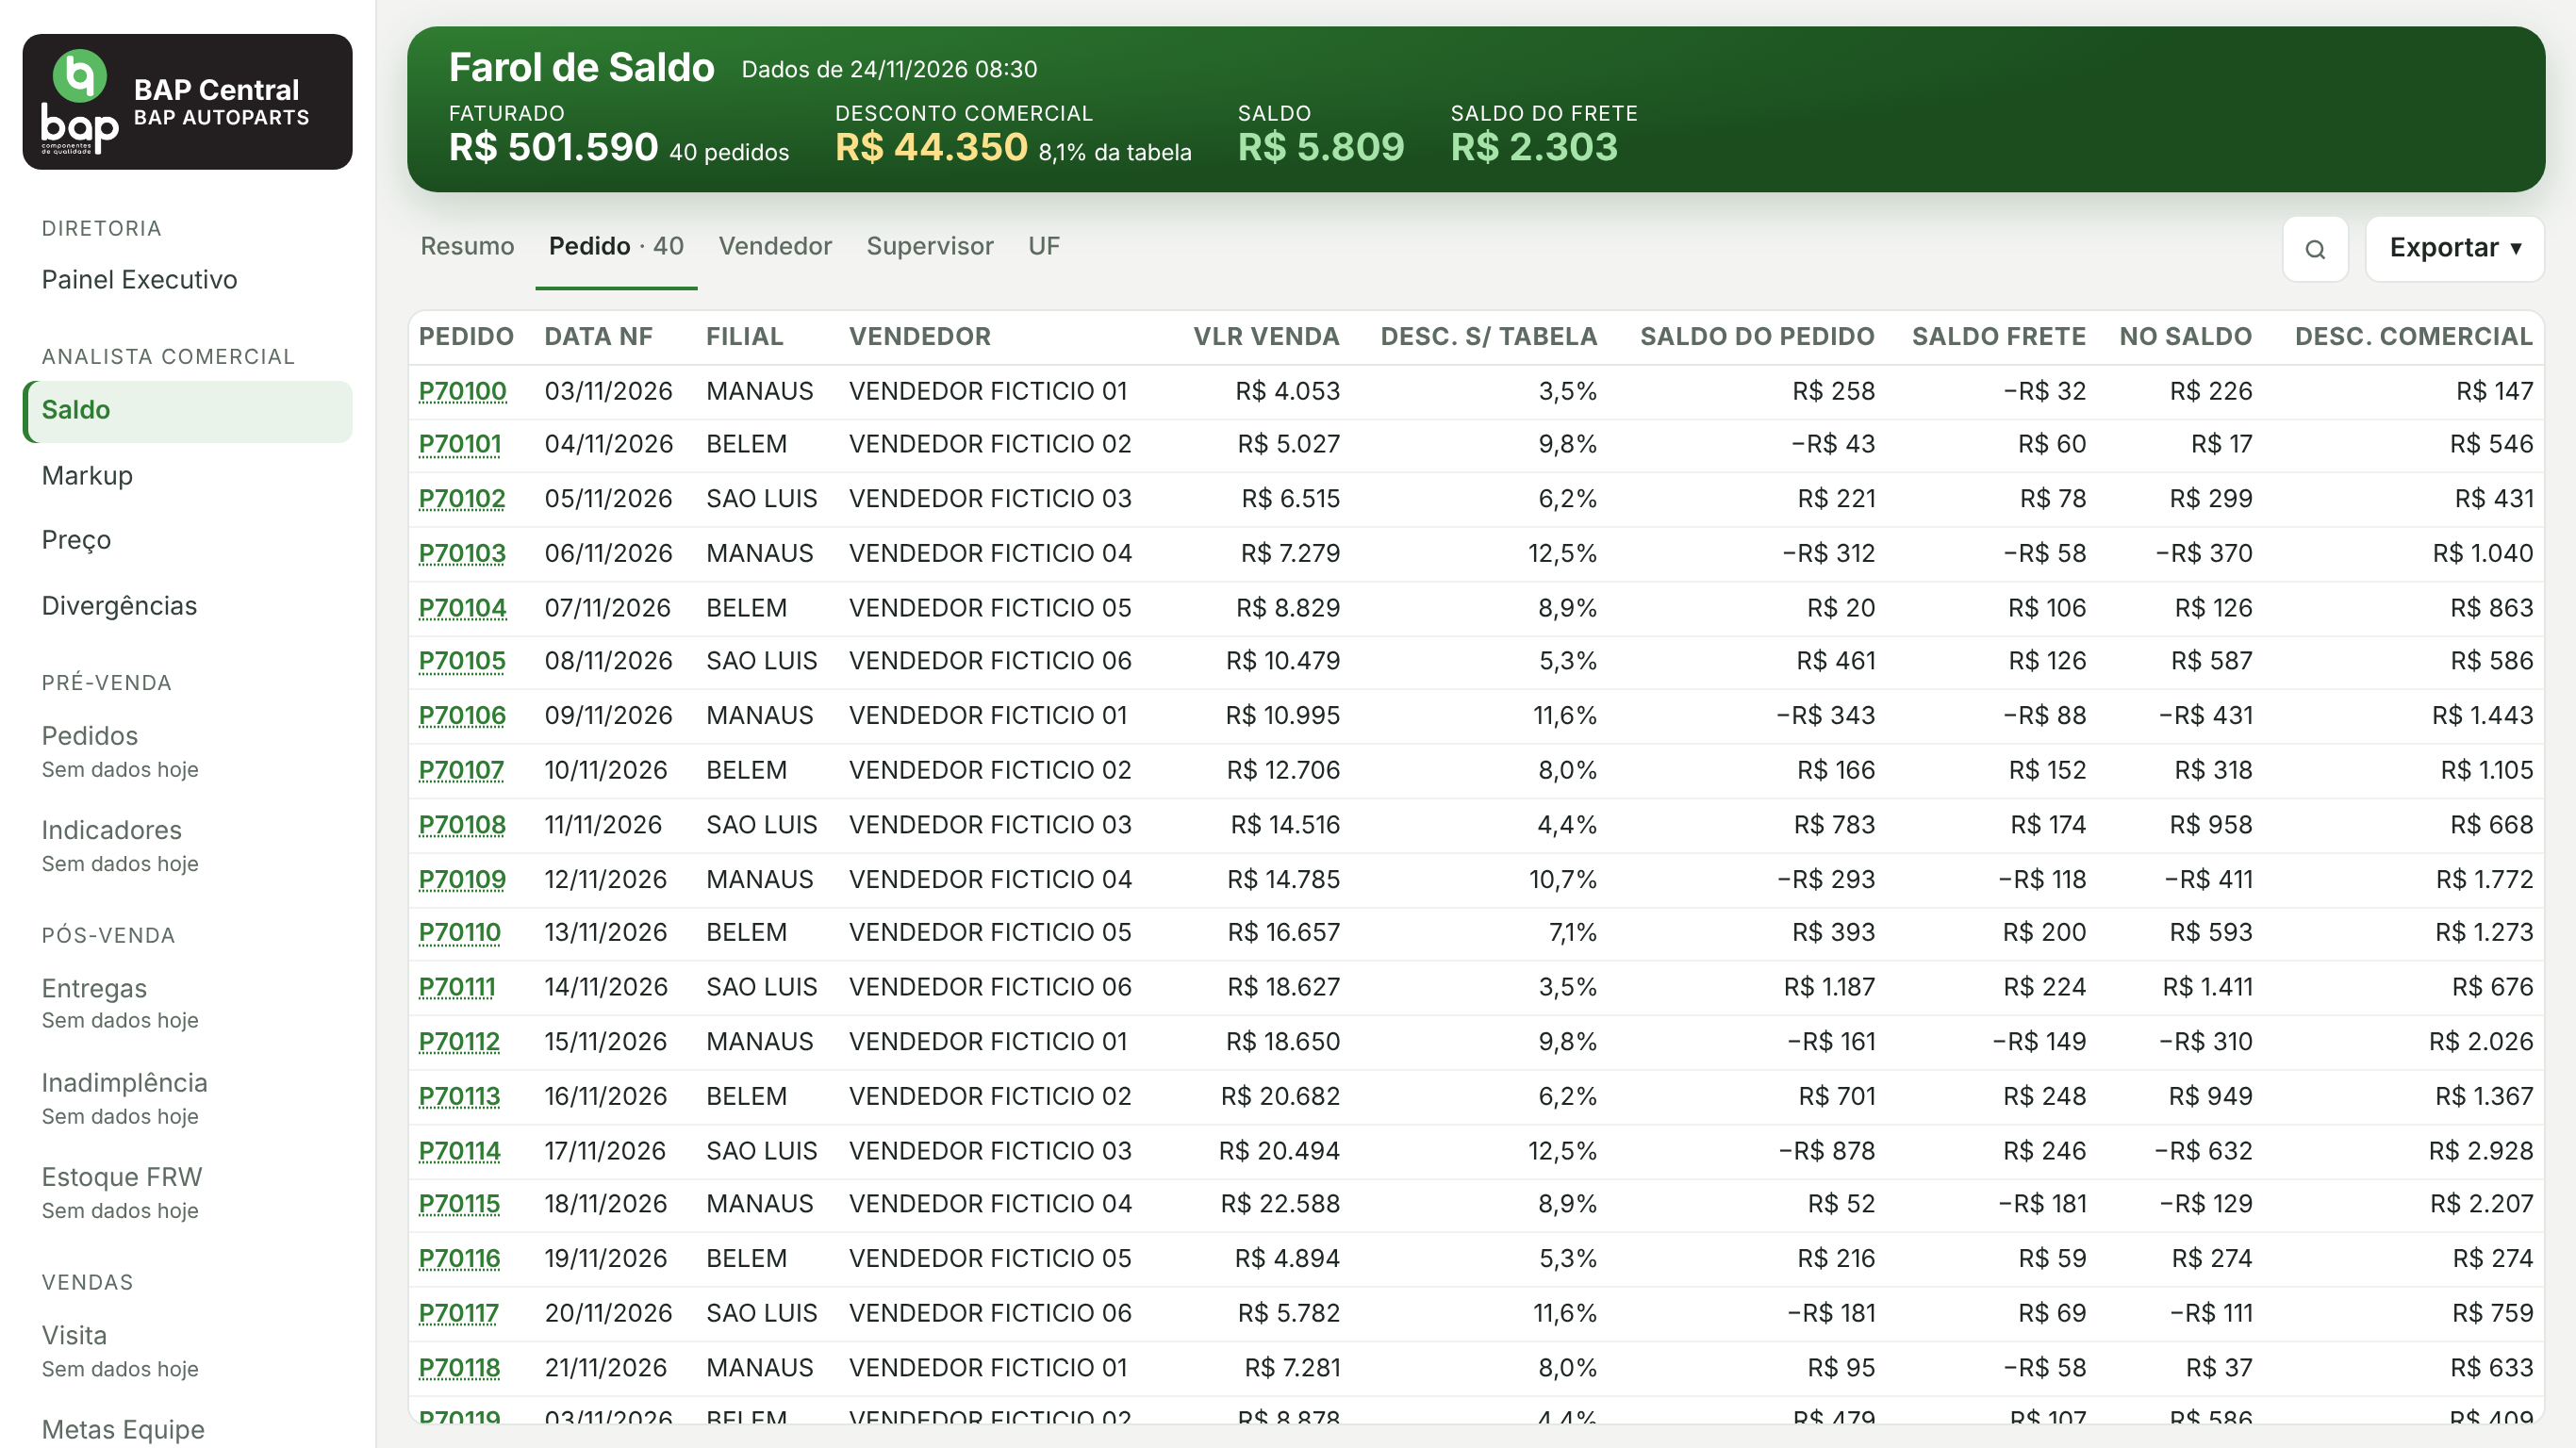 bap
componentes
de qualidade
BAP Central
BAP AUTOPARTS
DIRETORIA
Painel Executivo
ANALISTA COMERCIAL
Saldo
Markup
Preço
Divergências
PRÉ-VENDA
Pedidos
Sem dados hoje
Indicadores
Sem dados hoje
PÓS-VENDA
Entregas
Sem dados hoje
Inadimplência
Sem dados hoje
Estoque FRW
Sem dados hoje
VENDAS
Visita
Sem dados hoje
Metas Equipe
Farol de Saldo Dados de 24/11/2026 08:30
FATURADO DESCONTO COMERCIAL SALDO SALDO DO FRETE
R$ 501.590 40 pedidos R$ 44.350 8,1% da tabela R$ 5.809 R$ 2.303
Resumo Pedido · 40 Vendedor Supervisor UF Exportar ▾
PEDIDO DATA NF FILIAL VENDEDOR VLR VENDA DESC. S/ TABELA SALDO DO PEDIDO SALDO FRETE NO SALDO DESC. COMERCIAL
P70100 03/11/2026 MANAUS VENDEDOR FICTICIO 01 R$ 4.053 3,5% R$ 258 −R$ 32 R$ 226 R$ 147
P70101 04/11/2026 BELEM VENDEDOR FICTICIO 02 R$ 5.027 9,8% −R$ 43 R$ 60 R$ 17 R$ 546
P70102 05/11/2026 SAO LUIS VENDEDOR FICTICIO 03 R$ 6.515 6,2% R$ 221 R$ 78 R$ 299 R$ 431
P70103 06/11/2026 MANAUS VENDEDOR FICTICIO 04 R$ 7.279 12,5% −R$ 312 −R$ 58 −R$ 370 R$ 1.040
P70104 07/11/2026 BELEM VENDEDOR FICTICIO 05 R$ 8.829 8,9% R$ 20 R$ 106 R$ 126 R$ 863
P70105 08/11/2026 SAO LUIS VENDEDOR FICTICIO 06 R$ 10.479 5,3% R$ 461 R$ 126 R$ 587 R$ 586
P70106 09/11/2026 MANAUS VENDEDOR FICTICIO 01 R$ 10.995 11,6% −R$ 343 −R$ 88 −R$ 431 R$ 1.443
P70107 10/11/2026 BELEM VENDEDOR FICTICIO 02 R$ 12.706 8,0% R$ 166 R$ 152 R$ 318 R$ 1.105
P70108 11/11/2026 SAO LUIS VENDEDOR FICTICIO 03 R$ 14.516 4,4% R$ 783 R$ 174 R$ 958 R$ 668
P70109 12/11/2026 MANAUS VENDEDOR FICTICIO 04 R$ 14.785 10,7% −R$ 293 −R$ 118 −R$ 411 R$ 1.772
P70110 13/11/2026 BELEM VENDEDOR FICTICIO 05 R$ 16.657 7,1% R$ 393 R$ 200 R$ 593 R$ 1.273
P70111 14/11/2026 SAO LUIS VENDEDOR FICTICIO 06 R$ 18.627 3,5% R$ 1.187 R$ 224 R$ 1.411 R$ 676
P70112 15/11/2026 MANAUS VENDEDOR FICTICIO 01 R$ 18.650 9,8% −R$ 161 −R$ 149 −R$ 310 R$ 2.026
P70113 16/11/2026 BELEM VENDEDOR FICTICIO 02 R$ 20.682 6,2% R$ 701 R$ 248 R$ 949 R$ 1.367
P70114 17/11/2026 SAO LUIS VENDEDOR FICTICIO 03 R$ 20.494 12,5% −R$ 878 R$ 246 −R$ 632 R$ 2.928
P70115 18/11/2026 MANAUS VENDEDOR FICTICIO 04 R$ 22.588 8,9% R$ 52 −R$ 181 −R$ 129 R$ 2.207
P70116 19/11/2026 BELEM VENDEDOR FICTICIO 05 R$ 4.894 5,3% R$ 216 R$ 59 R$ 274 R$ 274
P70117 20/11/2026 SAO LUIS VENDEDOR FICTICIO 06 R$ 5.782 11,6% −R$ 181 R$ 69 −R$ 111 R$ 759
P70118 21/11/2026 MANAUS VENDEDOR FICTICIO 01 R$ 7.281 8,0% R$ 95 −R$ 58 R$ 37 R$ 633
P70119 03/11/2026 BELEM VENDEDOR FICTICIO 02 R$ 8.878 4,4% R$ 479 R$ 107 R$ 586 R$ 409